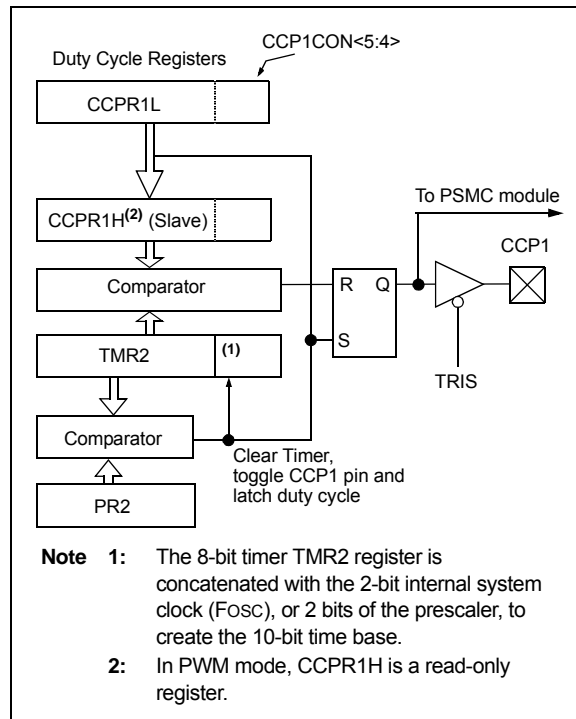 CCP1CON<5:4>
Duty Cycle Registers
CCPR1L
CCPR1H(2) (Slave)
To PSMC module
CCP1
Comparator
R Q
TMR2 (1)
S
TRIS
Comparator
Clear Timer,
toggle CCP1 pin and
latch duty cycle
PR2
Note 1: The 8-bit timer TMR2 register is
concatenated with the 2-bit internal system
clock (FOSC), or 2 bits of the prescaler, to
create the 10-bit time base.
2: In PWM mode, CCPR1H is a read-only
register.